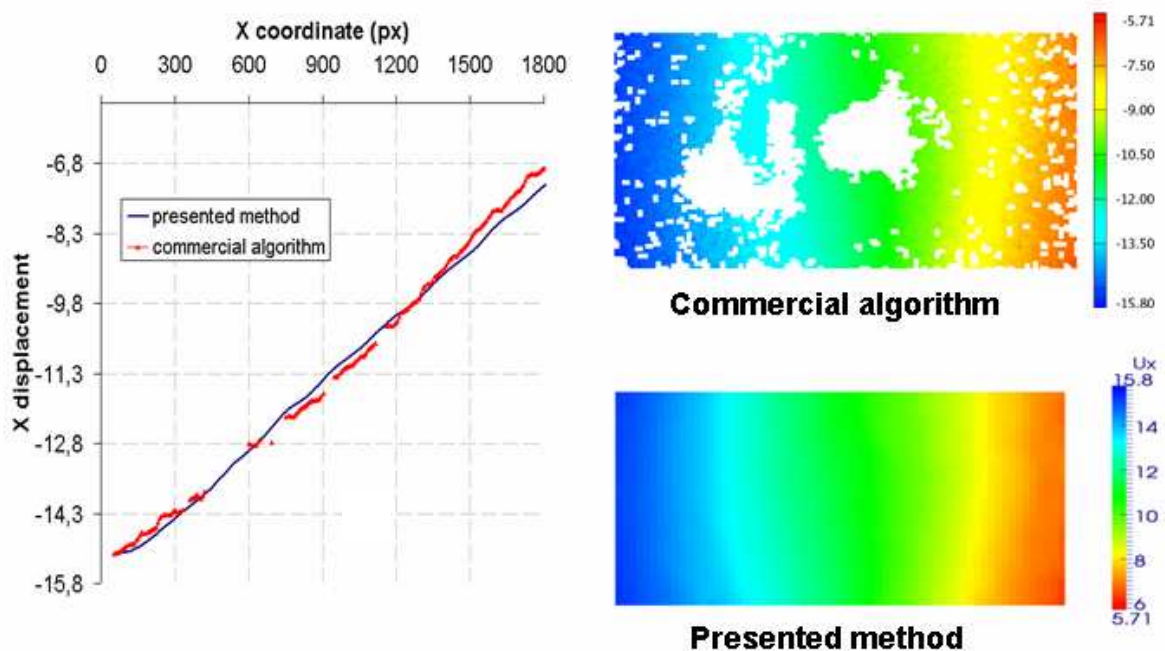 X coordinate (px)
0 300 600 900 1200 1500 1800
-6,8
-8,3
-9,8
-11,3
-12,8
-14,3
-15,8
X displacement
presented method
commercial algorithm
-5.71
-7.50
-9.00
-10.50
-12.00
-13.50
-15.80
Commercial algorithm
Ux
15.8
14
12
10
8
6
5.71
Presented method